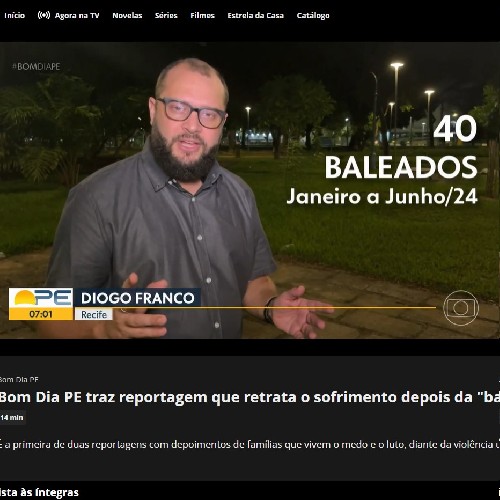 Início Agora na TV Novelas Séries Filmes Estrela da Casa Catálogo
#BOMDIAPE
40
BALEADOS
Janeiro a Junho/24
PE DIOGO FRANCO
07:01 Recife
Bom Dia PE
Bom Dia PE traz reportagem que retrata o sofrimento depois da "ba
14 min
É a primeira de duas reportagens com depoimentos de famílias que vivem o medo e o luto, diante da violência
ista às íntegras